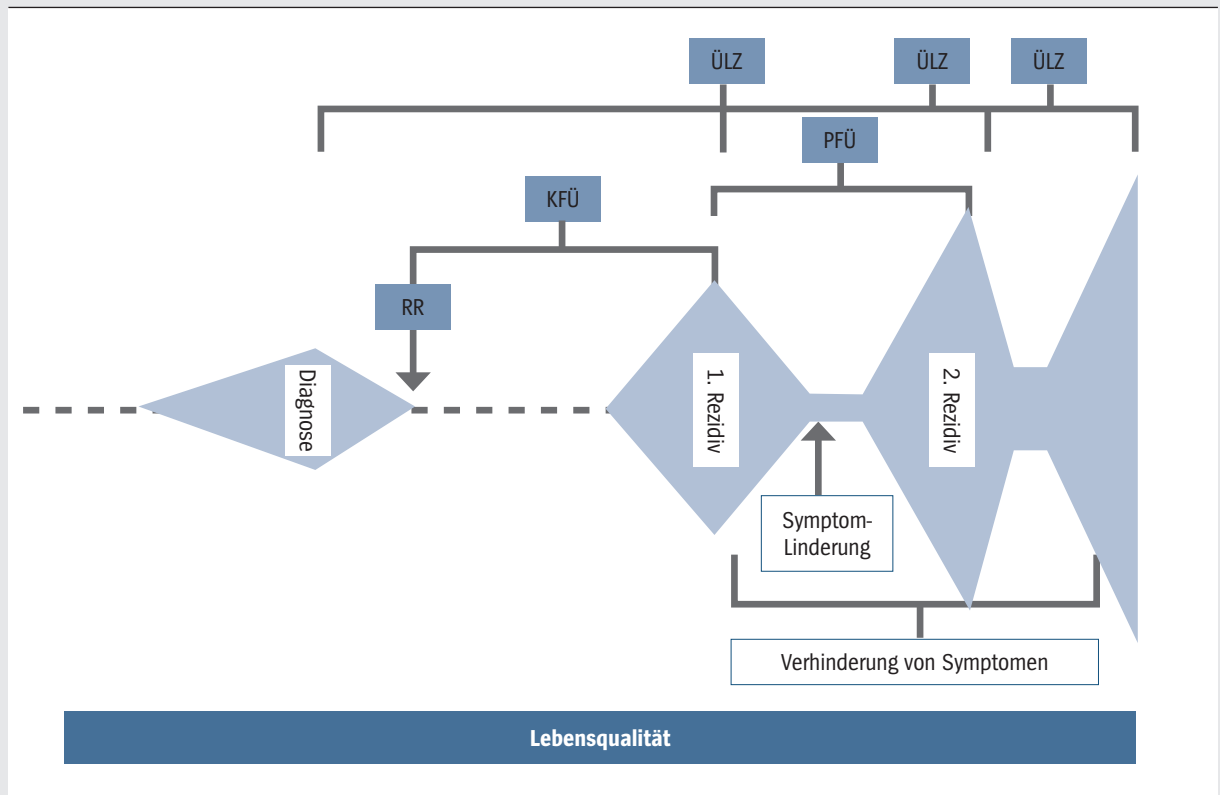 ÜLZ
ÜLZ
ÜLZ
PFÜ
KFÜ
RR
Diagnose
1. Rezidiv
2. Rezidiv
Symptom-
Linderung
Verhinderung von Symptomen
Lebensqualität